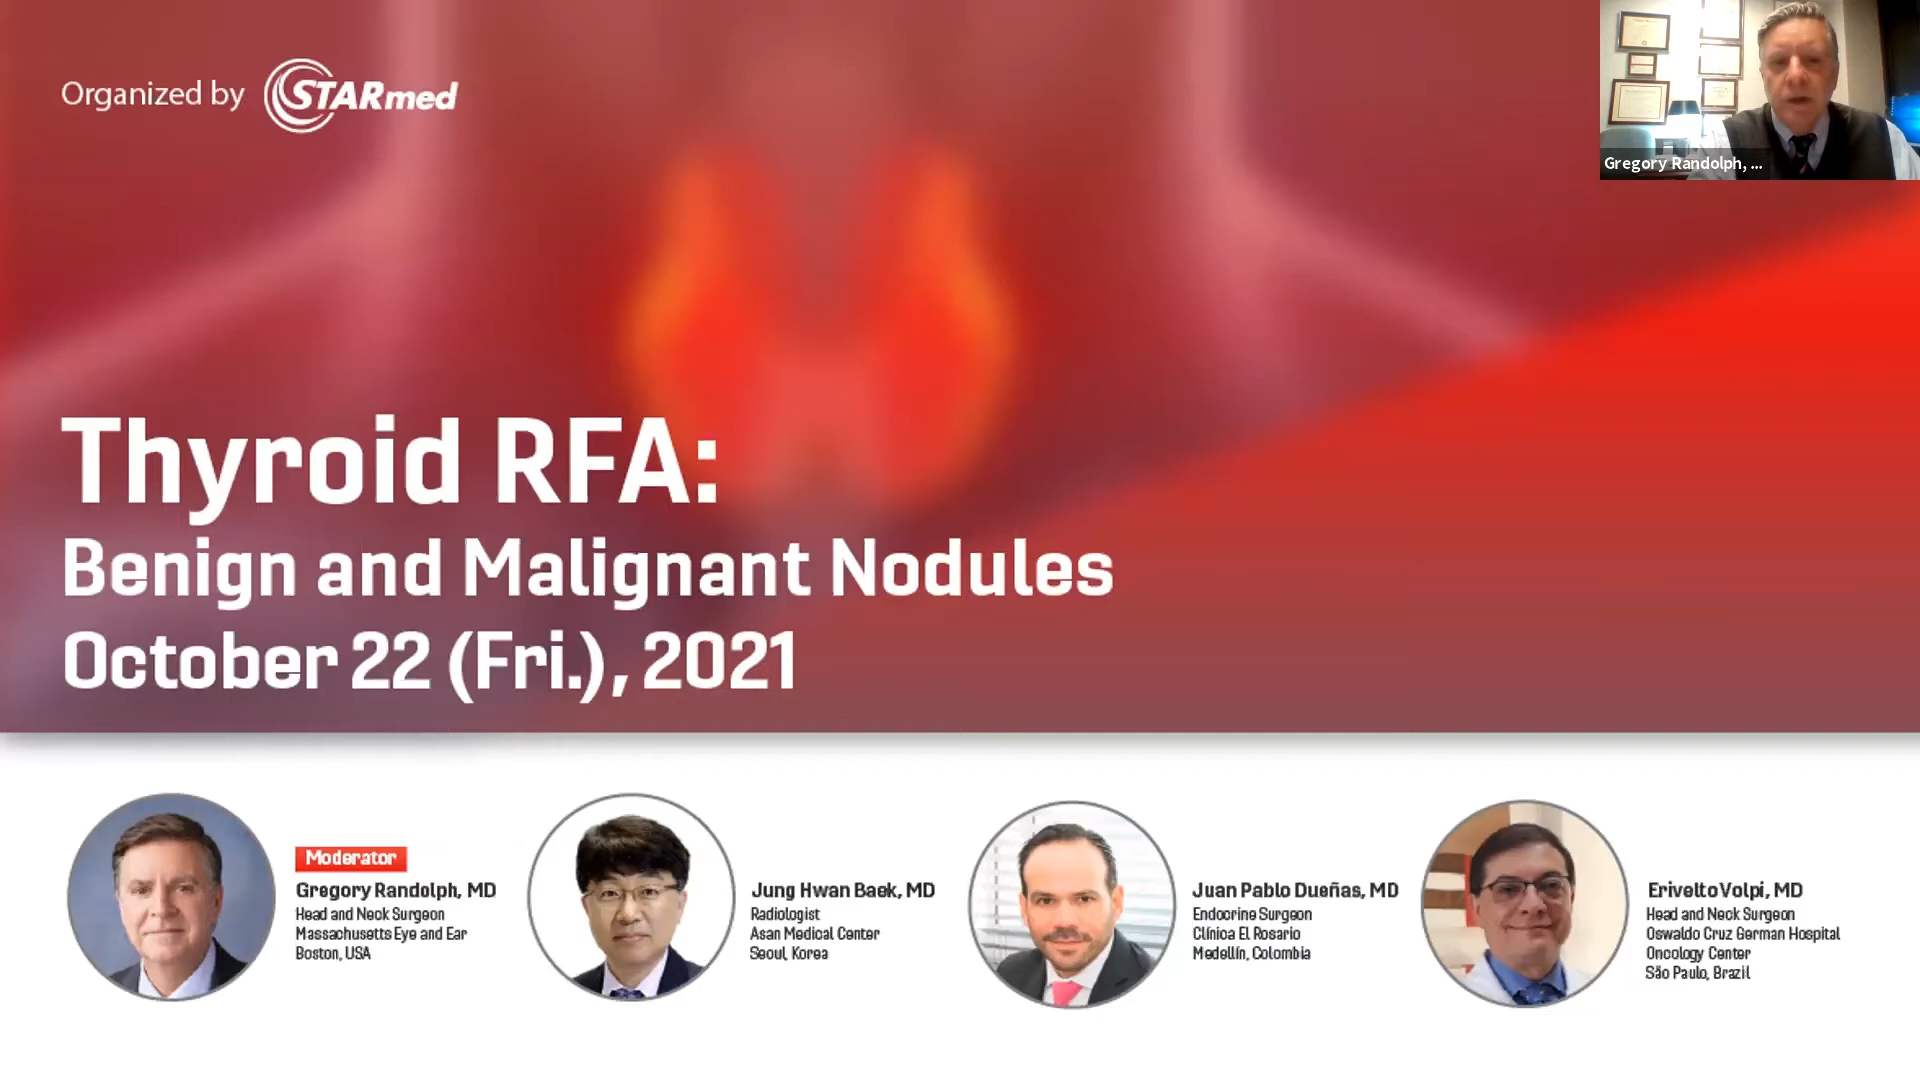 Organized by STARmed
Gregory Randolph, ...
Thyroid RFA:
Benign and Malignant Nodules
October 22 (Fri.), 2021
Moderator
Gregory Randolph, MD
Head and Neck Surgeon
Massachusetts Eye and Ear
Boston, USA
Jung Hwan Baek, MD
Radiologist
Asan Medical Center
Seoul, Korea
Juan Pablo Dueñas, MD
Endocrine Surgeon
Clínica El Rosario
Medellín, Colombia
Erivelto Volpi, MD
Head and Neck Surgeon
Oswaldo Cruz German Hospital
Oncology Center
São Paulo, Brazil